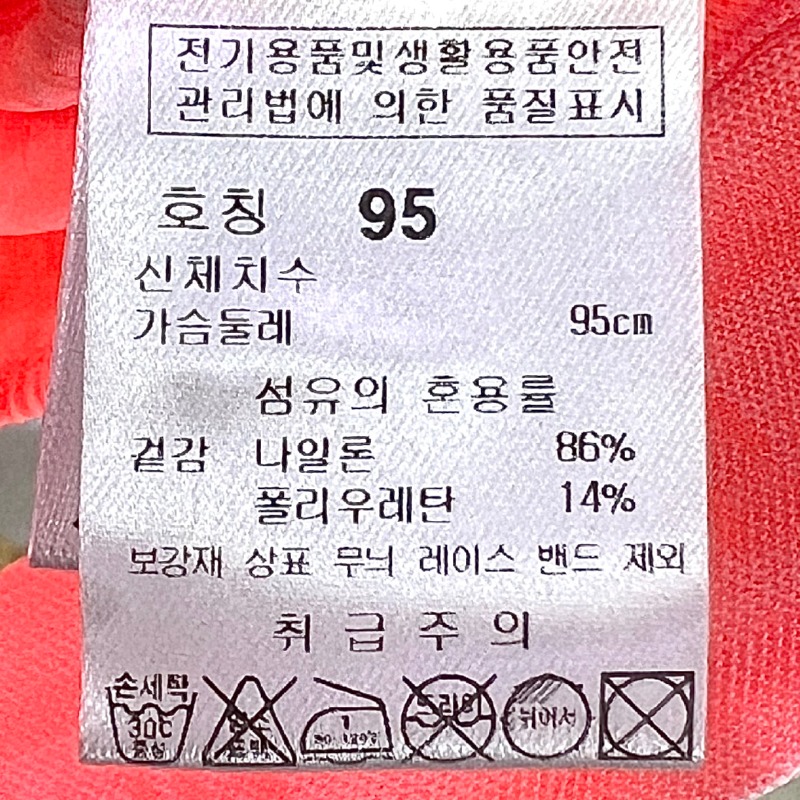 전기용품및생활용품안전
관리법에 의한 품질표시
호칭 95
신체치수
가슴둘레 95cm
섬유의 혼용률
겉감 나일론 86%
폴리우레탄 14%
보강재 상표 무늬 레이스 밴드 제외
취급주의
손세탁
30℃
중성
드라이
뉘어서